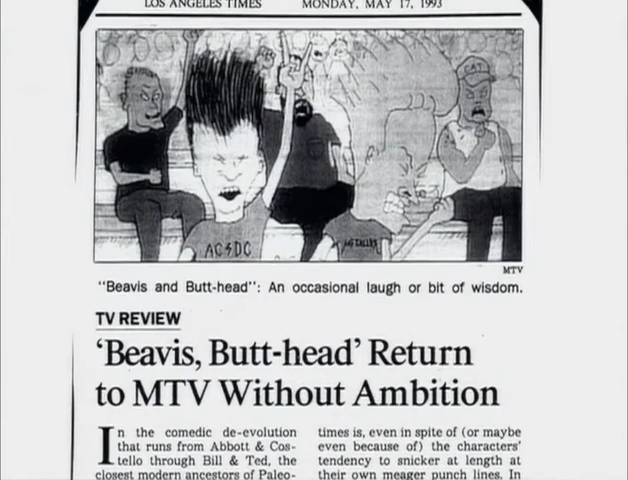 LOS ANGELES TIMES MONDAY, MAY 17, 1993
CAT
AC⚡DC
METALLICA
MTV
"Beavis and Butt-head": An occasional laugh or bit of wisdom.
TV REVIEW
'Beavis, Butt-head' Return
to MTV Without Ambition
In the comedic de-evolution
that runs from Abbott & Cos-
tello through Bill & Ted, the
closest modern ancestors of Paleo-
times is, even in spite of (or maybe
even because of) the characters'
tendency to snicker at length at
their own meager punch lines. In